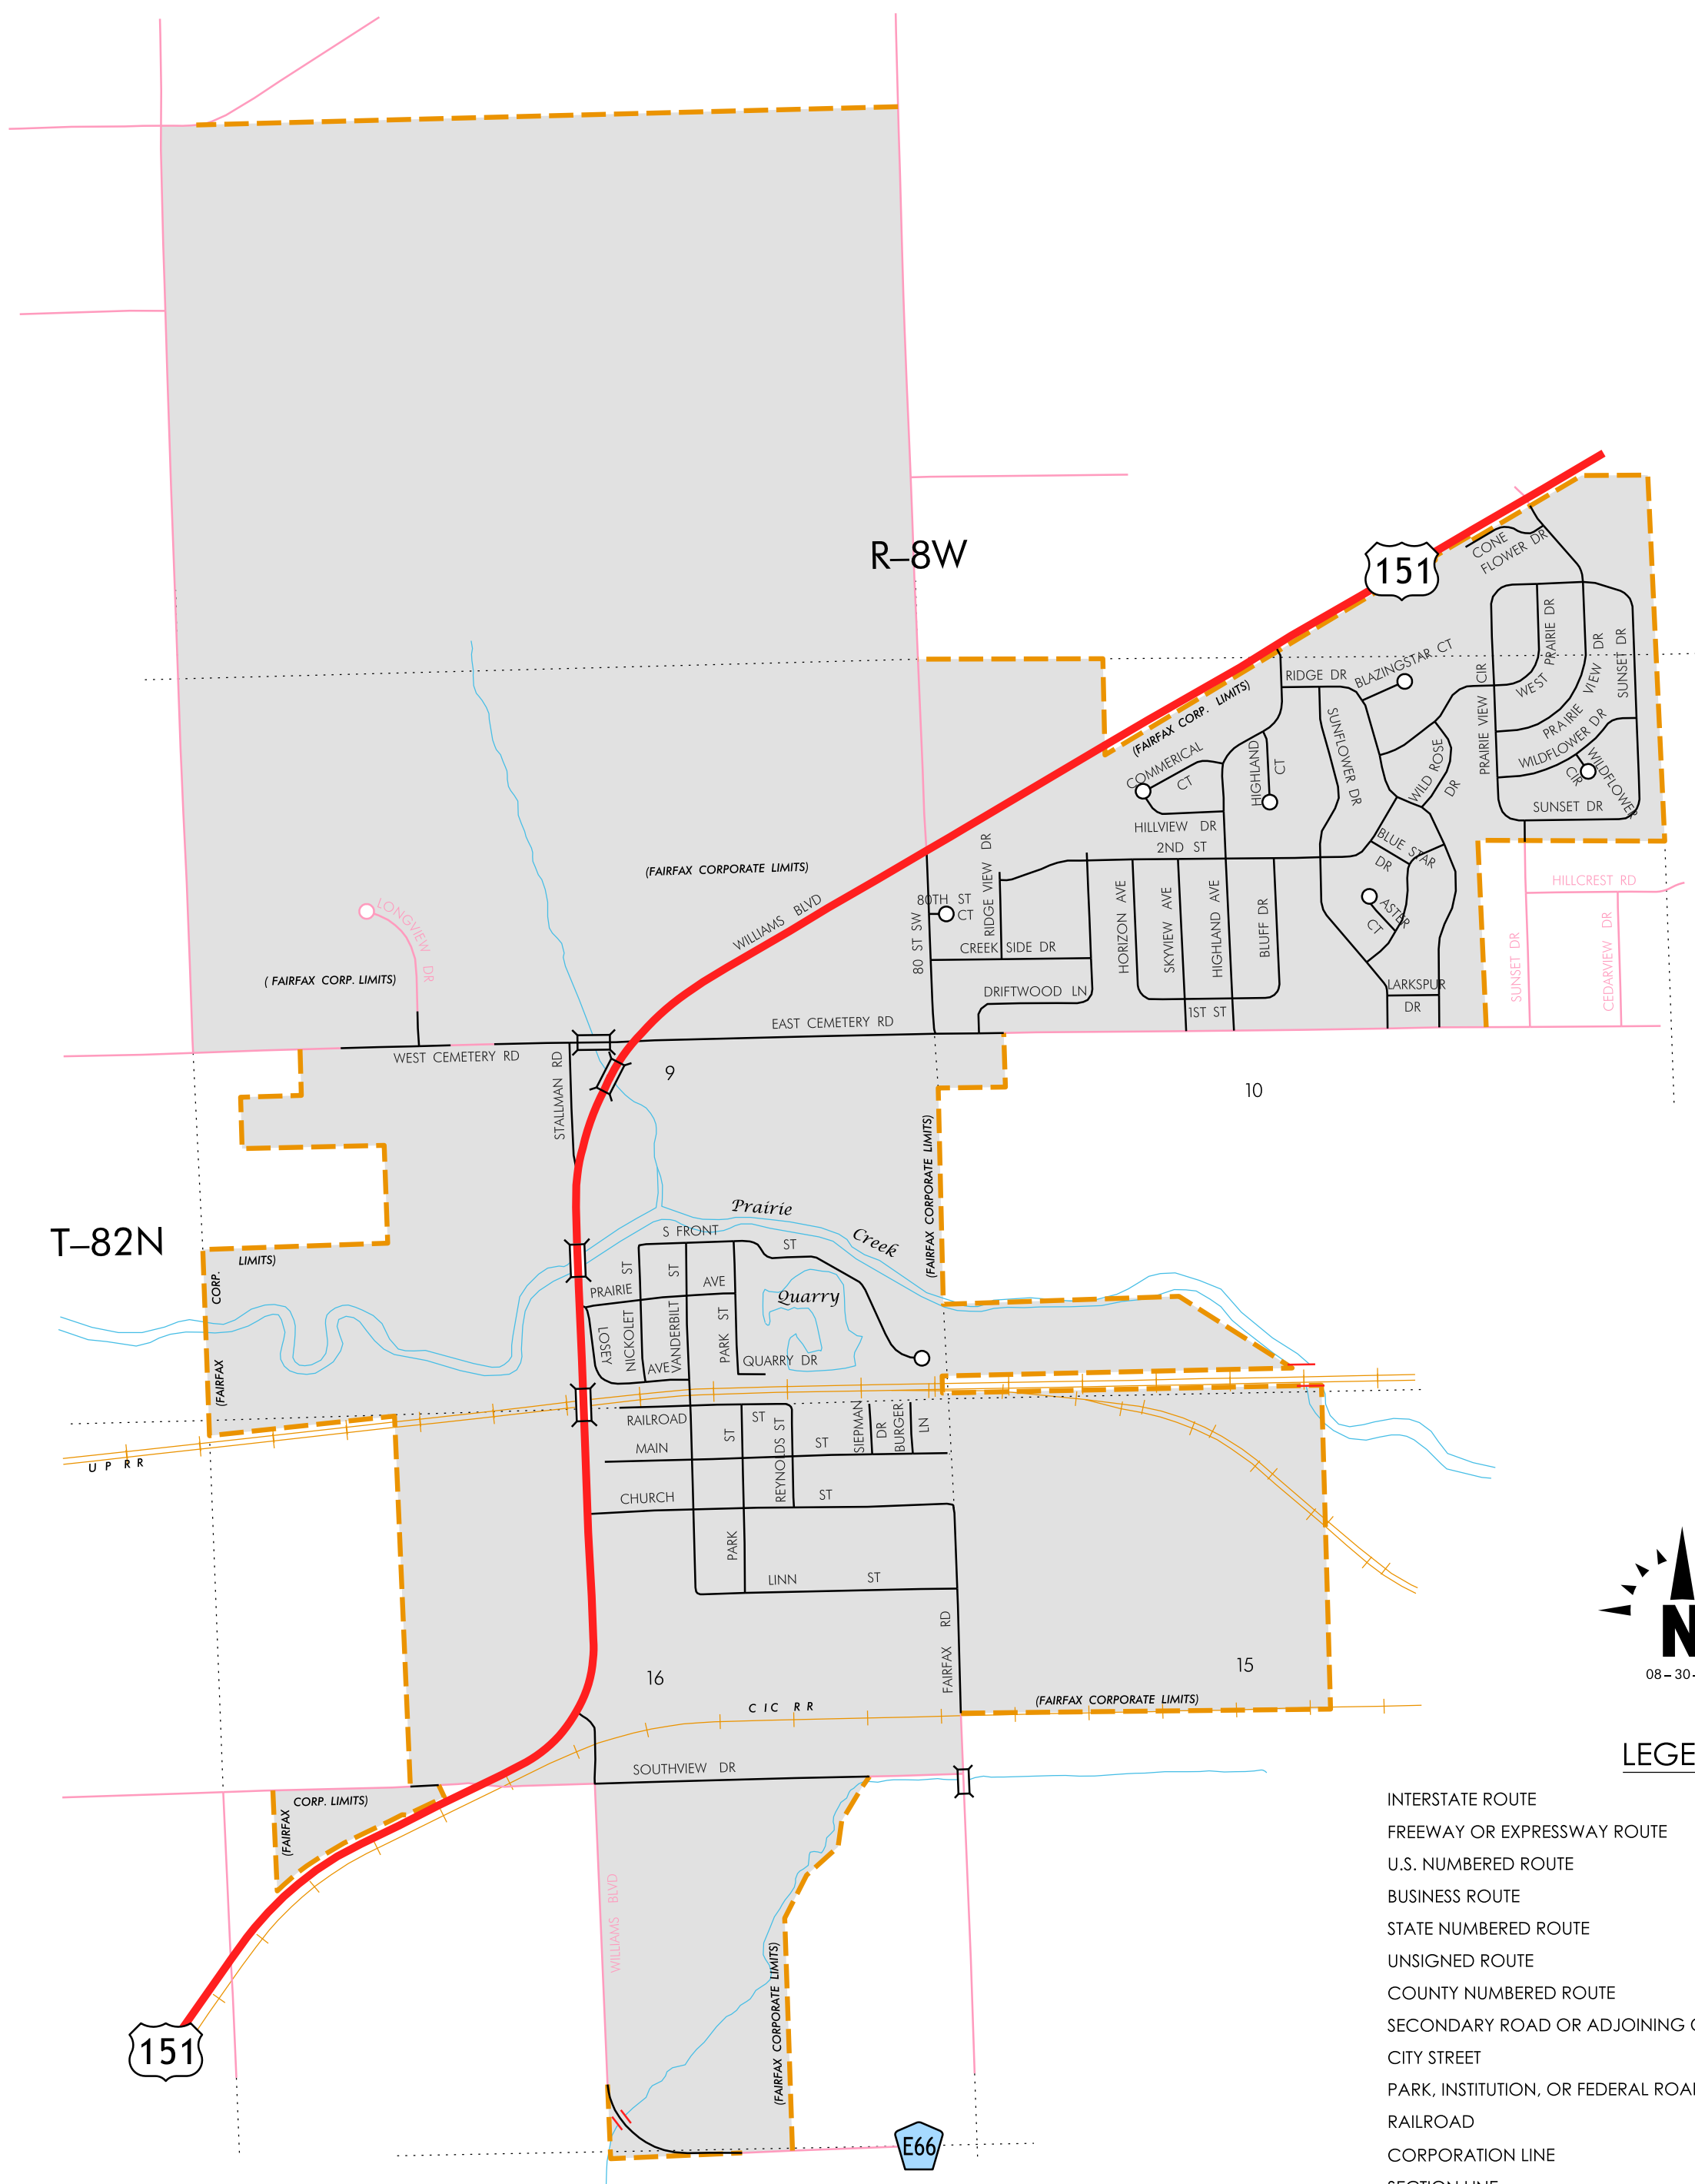 R–8W
151
CONE
FLOWER DR
PRAIRIE DR
WEST
PRAIRIE VIEW CIR
PRAIRIE
VIEW DR
SUNSET DR
WILDFLOWER DR
WILDFLOWER
CIR
SUNSET DR
RIDGE DR
BLAZINGSTAR CT
(FAIRFAX CORP. LIMITS)
COMMERICAL
CT
HIGHLAND
CT
SUNFLOWER DR
WILD ROSE
DR
HILLVIEW DR
2ND ST
BLUE STAR
DR
(FAIRFAX CORPORATE LIMITS)
WILLIAMS BLVD
80TH ST
CT
80 ST SW
RIDGE VIEW DR
CREEK SIDE DR
DRIFTWOOD LN
HORIZON AVE
SKYVIEW AVE
HIGHLAND AVE
BLUFF DR
1ST ST
ASTER
CT
LARKSPUR
DR
HILLCREST RD
SUNSET DR
CEDARVIEW DR
LONGVIEW DR
( FAIRFAX CORP. LIMITS)
WEST CEMETERY RD
EAST CEMETERY RD
STALLMAN RD
9
10
(FAIRFAX CORPORATE LIMITS)
T–82N
(FAIRFAX CORP.
LIMITS)
Prairie
Creek
S FRONT
ST
PRAIRIE
AVE
LOSEY
AVE
NICKOLET
ST
VANDERBILT
ST
PARK ST
Quarry
QUARRY DR
U P RR
RAILROAD
ST
MAIN
ST
ST
REYNOLDS ST
SIEPMAN
DR
BURGER
LN
CHURCH
ST
PARK
LINN
ST
FAIRFAX RD
16
15
C I C R R
(FAIRFAX CORPORATE LIMITS)
SOUTHVIEW DR
(FAIRFAX
CORP. LIMITS)
WILLIAMS BLVD
(FAIRFAX CORPORATE LIMITS)
151
E66
N
08–30–
LEGE
INTERSTATE ROUTE
FREEWAY OR EXPRESSWAY ROUTE
U.S. NUMBERED ROUTE
BUSINESS ROUTE
STATE NUMBERED ROUTE
UNSIGNED ROUTE
COUNTY NUMBERED ROUTE
SECONDARY ROAD OR ADJOINING
CITY STREET
PARK, INSTITUTION, OR FEDERAL ROA
RAILROAD
CORPORATION LINE
SECTION LINE